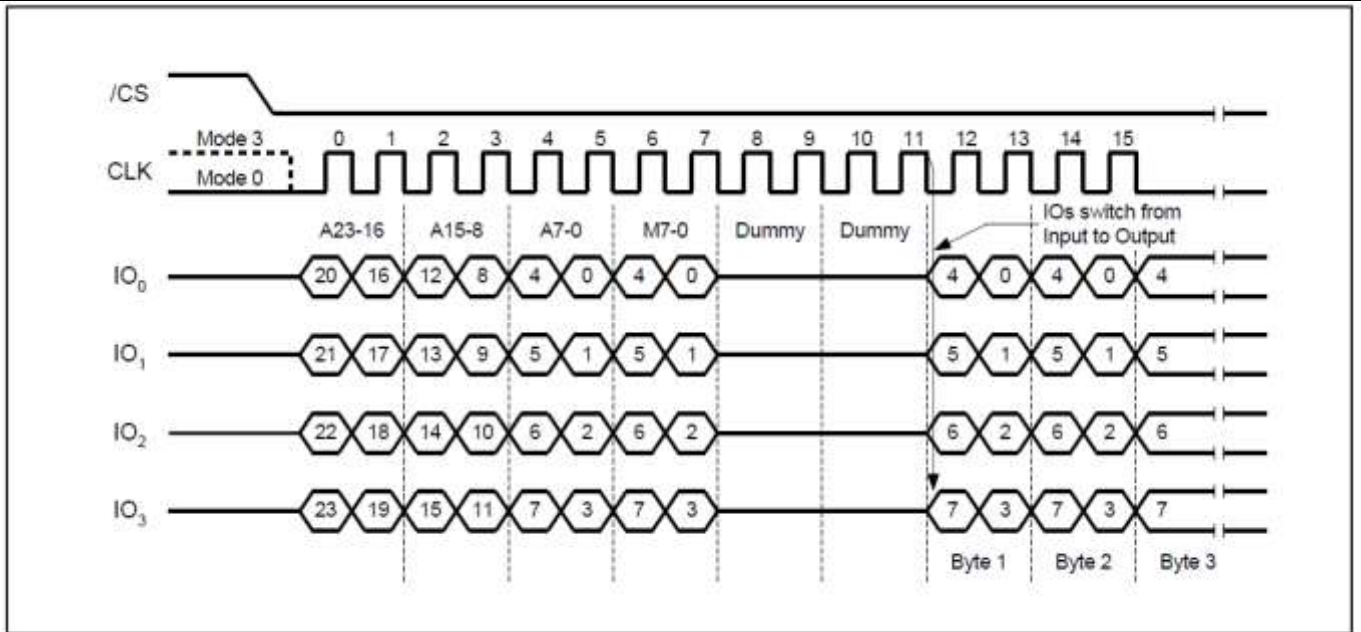 /CS
Mode 3 0 1 2 3 4 5 6 7 8 9 10 11 12 13 14 15
CLK
Mode 0
IOs switch from
A23-16 A15-8 A7-0 M7-0 Dummy Dummy
Input to Output
IO0 20 16 12 8 4 0 4 0 4 0 4 0 4
IO1 21 17 13 9 5 1 5 1 5 1 5 1 5
IO2 22 18 14 10 6 2 6 2 6 2 6 2 6
IO3 23 19 15 11 7 3 7 3 7 3 7 3 7
Byte 1 Byte 2 Byte 3